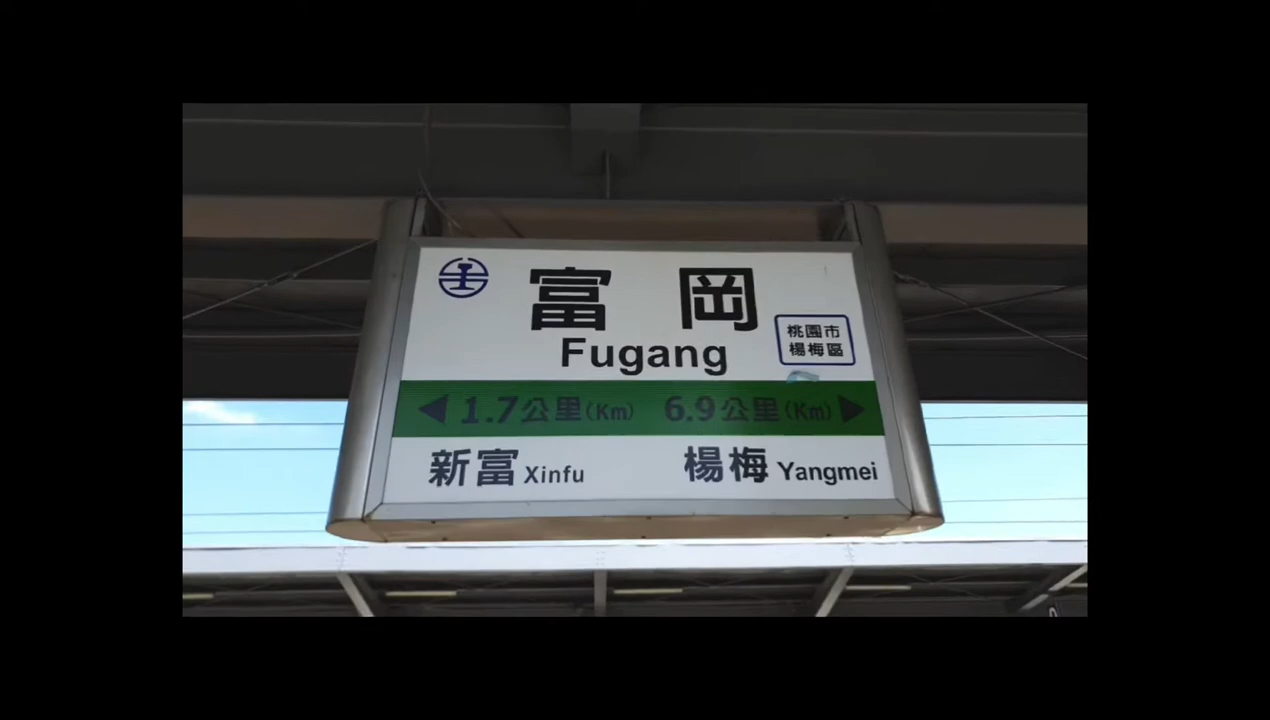 富岡
Fugang
桃園市
楊梅區
1.7公里(Km) 6.9公里(Km)
新富 Xinfu 楊梅 Yangmei